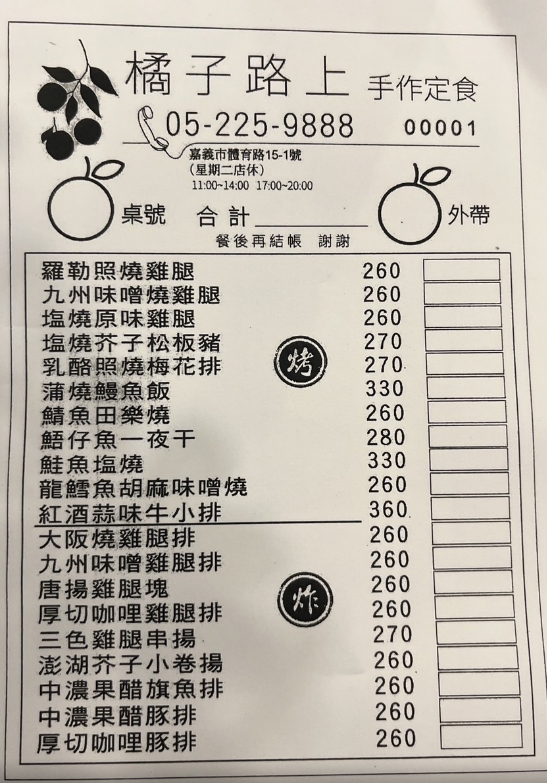 橘子路上 手作定食
05-225-9888 00001
嘉義市體育路15-1號
(星期二店休)
11:00~14:00 17:00~20:00
桌號 合計 外帶
餐後再結帳 謝謝
羅勒照燒雞腿 260
九州味噌燒雞腿 260
塩燒原味雞腿 260
塩燒芥子松板豬 270
烤
乳酪照燒梅花排 270
蒲燒鰻魚飯 330
鯖魚田樂燒 260
鯃仔魚一夜干 280
鮭魚塩燒 330
龍鱈魚胡麻味噌燒 260
紅酒蒜味牛小排 360
大阪燒雞腿排 260
九州味噌雞腿排 260
唐揚雞腿塊 260
炸
厚切咖哩雞腿排 260
三色雞腿串揚 270
澎湖芥子小卷揚 260
中濃果醋旗魚排 260
中濃果醋豚排 260
厚切咖哩豚排 260